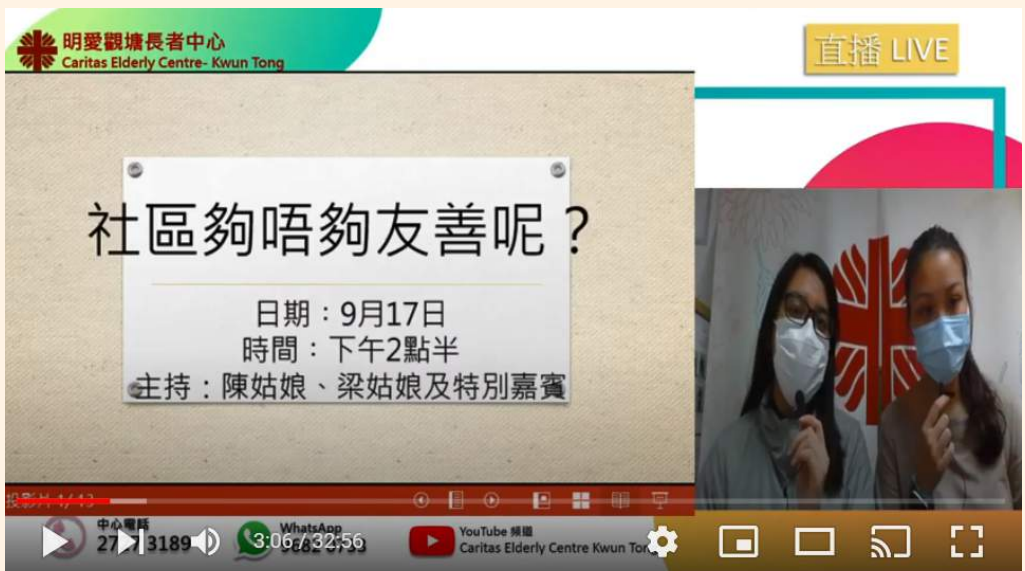 明愛觀塘長者中心
Caritas Elderly Centre- Kwun Tong
直播 LIVE
社區夠唔夠友善呢？
日期：9月17日
時間：下午2點半
主持：陳姑娘、梁姑娘及特別嘉賓
中心電話
3189
WhatsApp
3:06 / 32:56
YouTube 頻道
Caritas Elderly Centre Kwun